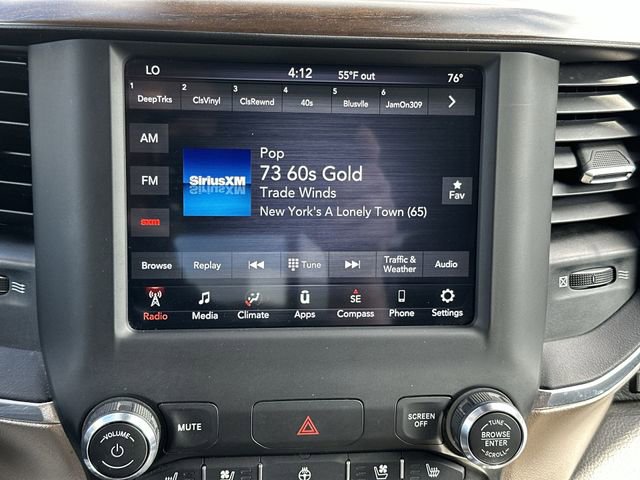 LO 4:12 55°F out 76°
1 DeepTrks 2 ClsVinyl 3 ClsRewnd 4 40s 5 Blusvlle 6 JamOn309
AM
FM
sxm
SiriusXM
Pop
73 60s Gold
Trade Winds
New York's A Lonely Town (65)
Fav
Browse Replay Tune Traffic & Weather Audio
SE
Radio Media Climate Apps Compass Phone Settings
VOLUME
MUTE
SCREEN OFF
TUNE
BROWSE
ENTER
SCROLL